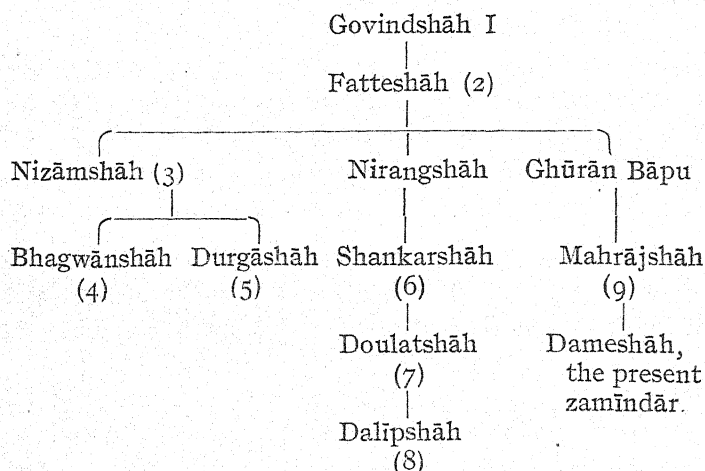 Govindshāh I
Fatteshāh (2)
Nizāmshāh (3) Nirangshāh Ghūrān Bāpu
Bhagwānshāh Durgāshāh Shankarshāh Mahrājshāh
(4) (5) (6) (9)
Doulatshāh Dameshāh,
(7) the present
zamīndār.
Dalīpshāh
(8)